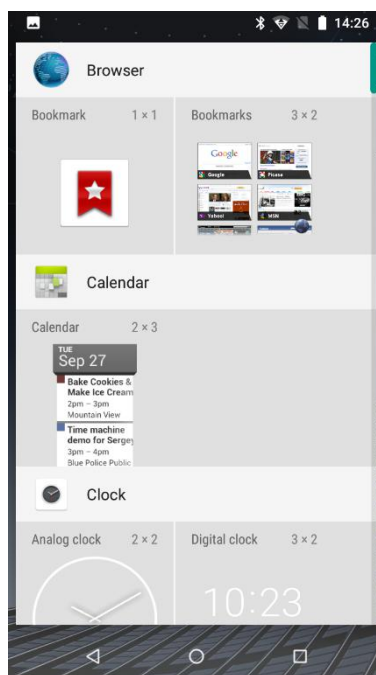 14:26
Browser
Bookmark 1 × 1 Bookmarks 3 × 2
Google
Google Picasa
Yahoo! MSN
Calendar
Calendar 2 × 3
TUE
Sep 27
Bake Cookies &
Make Ice Cream
2pm – 3pm
Mountain View
Time machine
demo for Sergey
3pm – 4pm
Blue Police Public
Clock
Analog clock 2 × 2 Digital clock 3 × 2
10:23